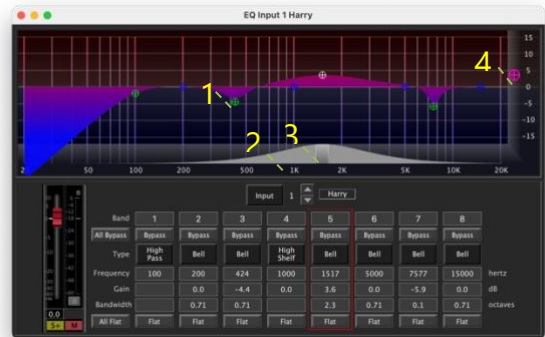 EQ Input 1 Harry
15
10
5
0
-5
-10
-15
1
2
3
4
50 100 200 500 1K 2K 5K 10K 20K
Input 1 Harry
Band 1 2 3 4 5 6 7 8
All Bypass Bypass Bypass Bypass Bypass Bypass Bypass Bypass Bypass
Type High Pass Bell Bell High Shelf Bell Bell Bell Bell
Frequency 100 200 424 1000 1517 5000 7577 15000 hertz
Gain 0.0 -4.4 0.0 3.6 0.0 -5.9 0.0 dB
Bandwidth 0.71 0.71 2.3 0.71 0.1 0.71 octaves
All Flat Flat Flat Flat Flat Flat Flat Flat Flat
0.0
S+ M